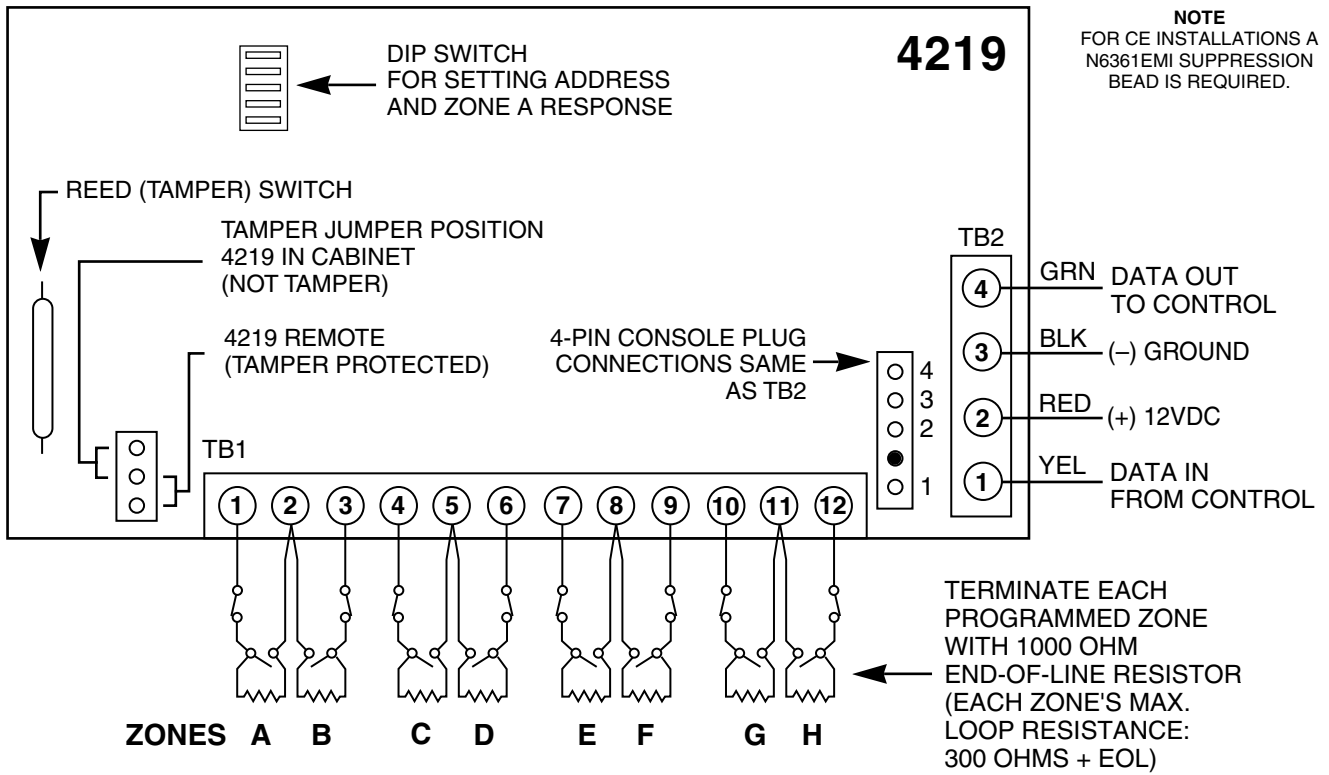 4219
NOTE
FOR CE INSTALLATIONS A
N6361EMI SUPPRESSION
BEAD IS REQUIRED.
DIP SWITCH
FOR SETTING ADDRESS
AND ZONE A RESPONSE
REED (TAMPER) SWITCH
TAMPER JUMPER POSITION
4219 IN CABINET
(NOT TAMPER)
4219 REMOTE
(TAMPER PROTECTED)
4-PIN CONSOLE PLUG
CONNECTIONS SAME
AS TB2
4
3
2
1
TB2
4
GRN
DATA OUT
TO CONTROL
3
BLK
(–) GROUND
2
RED
(+) 12VDC
1
YEL
DATA IN
FROM CONTROL
TB1
1 2 3 4 5 6 7 8 9 10 11 12
TERMINATE EACH
PROGRAMMED ZONE
WITH 1000 OHM
END-OF-LINE RESISTOR
(EACH ZONE'S MAX.
LOOP RESISTANCE:
300 OHMS + EOL)
ZONES A B C D E F G H